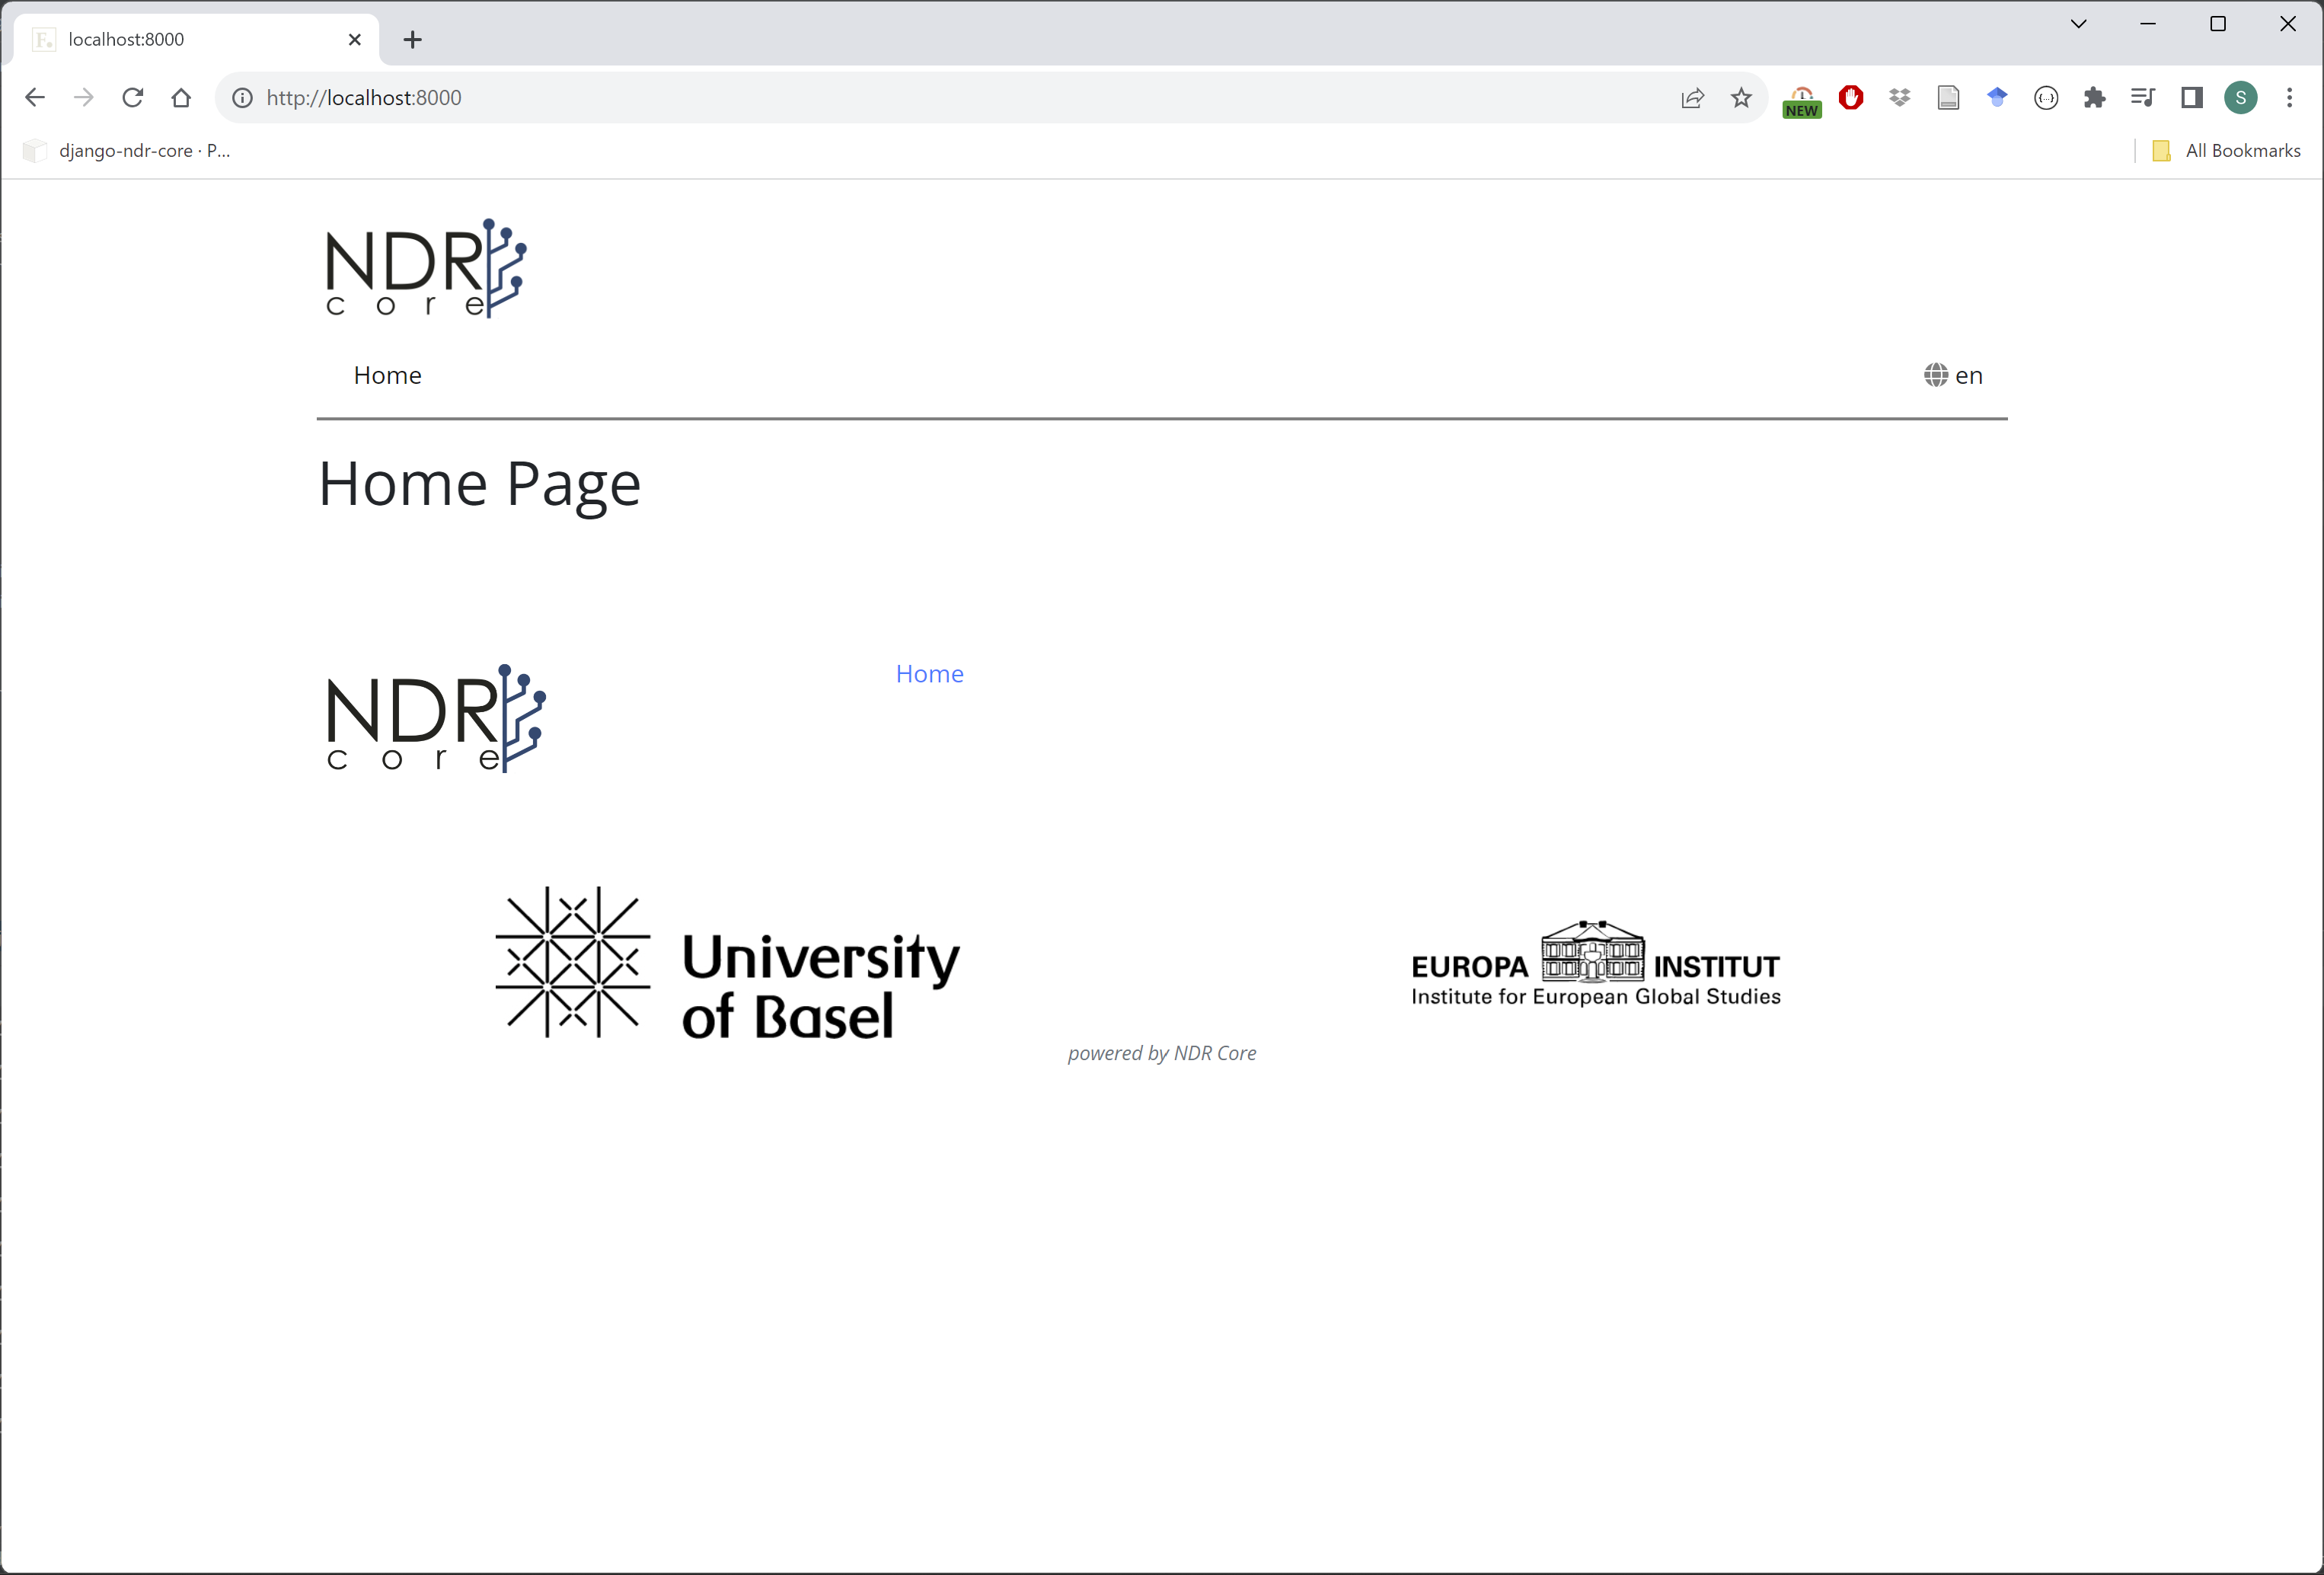 localhost:8000
http://localhost:8000
NEW
S
django-ndr-core · P...
All Bookmarks
NDR
core
Home
en
Home Page
NDR
core
Home
University
of Basel
EUROPA INSTITUT
Institute for European Global Studies
powered by NDR Core